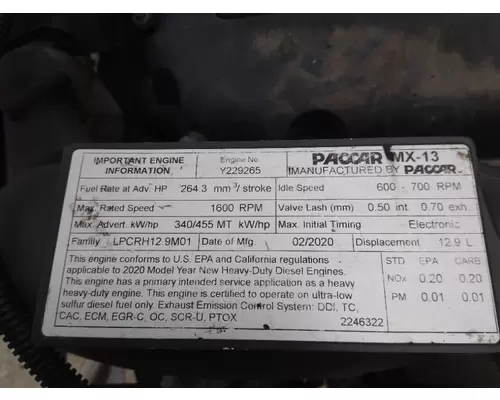 IMPORTANT ENGINE INFORMATION
Engine No
Y229265
PACCAR MX-13
MANUFACTURED BY PACCAR
Fuel Rate at Adv. HP 264.3 mm³/stroke Idle Speed 600 - 700 RPM
Max. Rated Speed 1600 RPM Valve Lash (mm) 0.50 int 0.70 exh.
Max. Advert. kW/hp 340/455 MT kW/hp Max. Initial Timing Electronic
Family LPCRH12.9M01 Date of Mfg. 02/2020 Displacement 12.9 L
This engine conforms to U.S EPA and California regulations
applicable to 2020 Model Year New Heavy-Duty Diesel Engines.
This engine has a primary intended service application as a heavy
heavy-duty engine. This engine is certified to operate on ultra-low
sulfur diesel fuel only. Exhaust Emission Control System: DDI, TC,
CAC, ECM, EGR-C, OC, SCR-U, PTOX
2246322
STD EPA CARB
NOx 0.20 0.20
PM 0.01 0.01